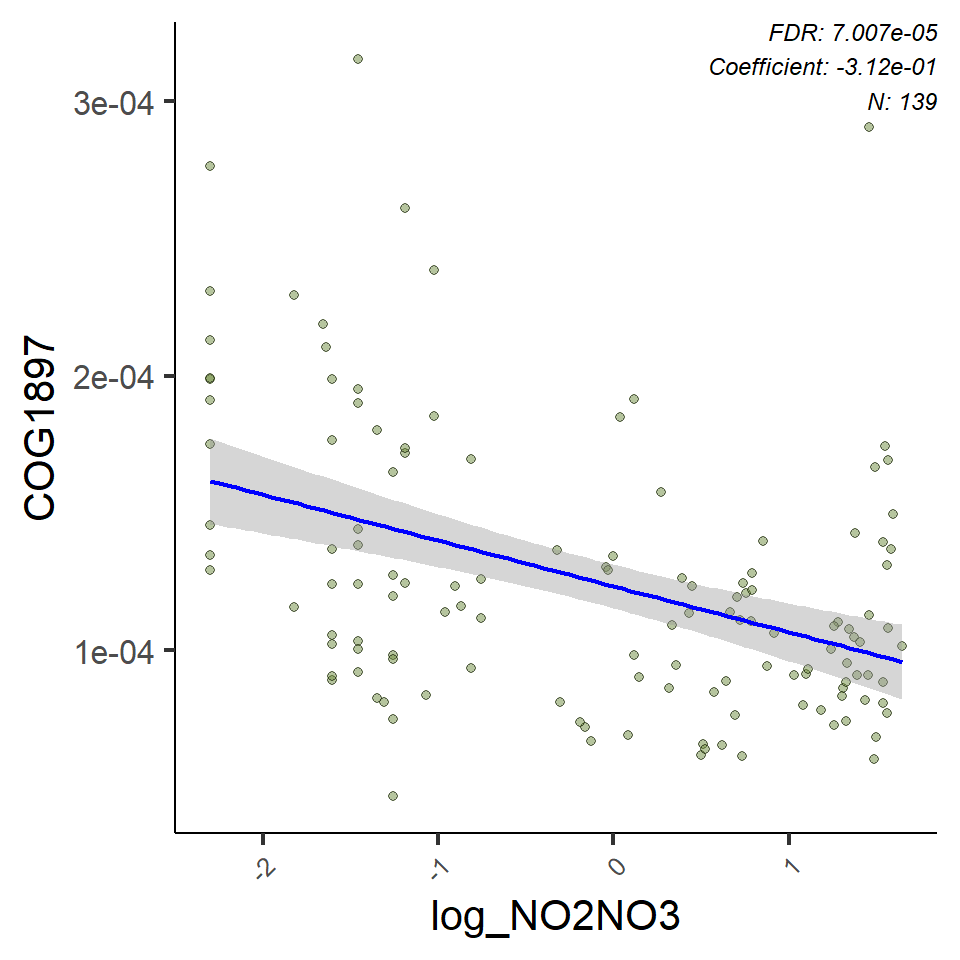 FDR: 7.007e-05
Coefficient: -3.12e-01
N: 139
3e-04
2e-04
1e-04
COG1897
-2
-1
0
1
log_NO2NO3